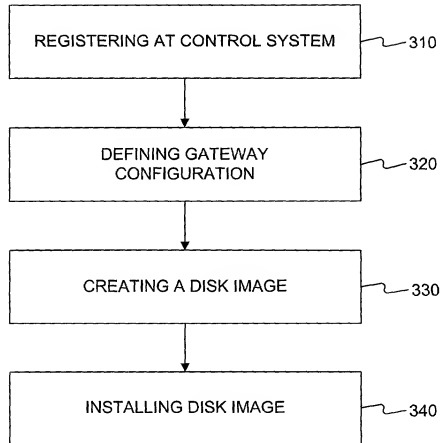 REGISTERING AT CONTROL SYSTEM
310
DEFINING GATEWAY
CONFIGURATION
320
CREATING A DISK IMAGE
330
INSTALLING DISK IMAGE
340